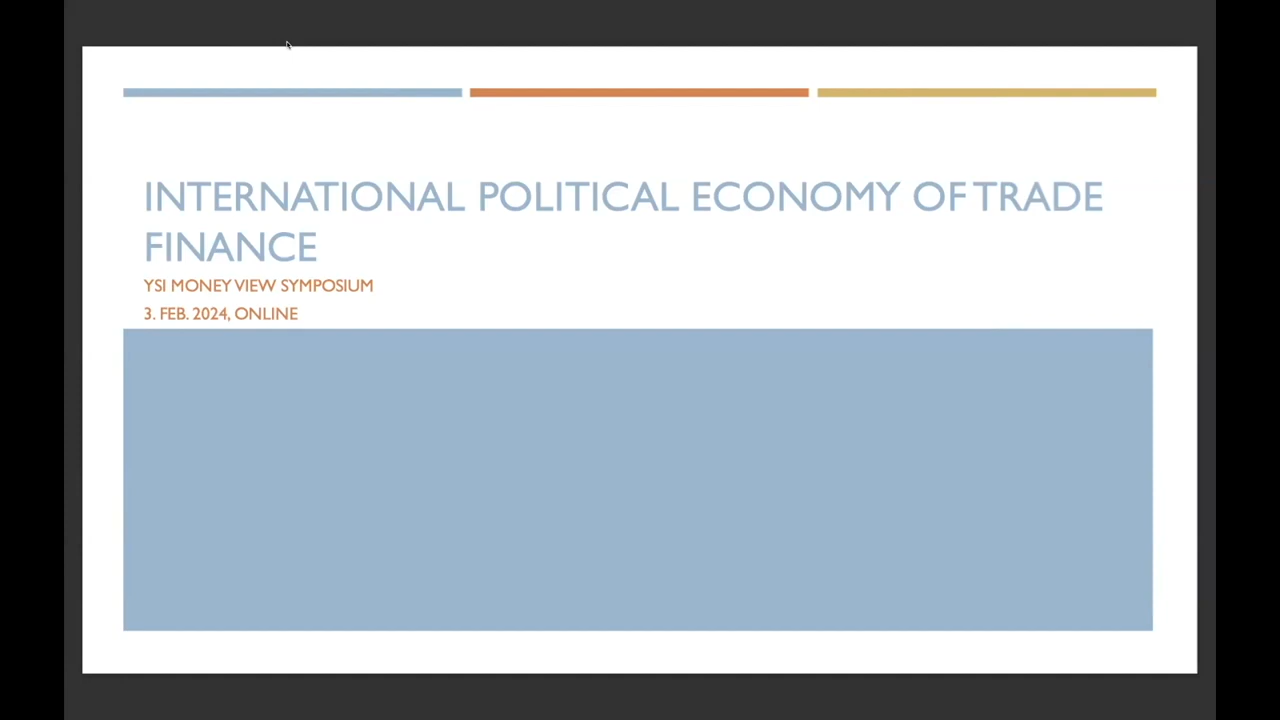 INTERNATIONAL POLITICAL ECONOMY OF TRADE
FINANCE
YSI MONEY VIEW SYMPOSIUM
3. FEB. 2024, ONLINE